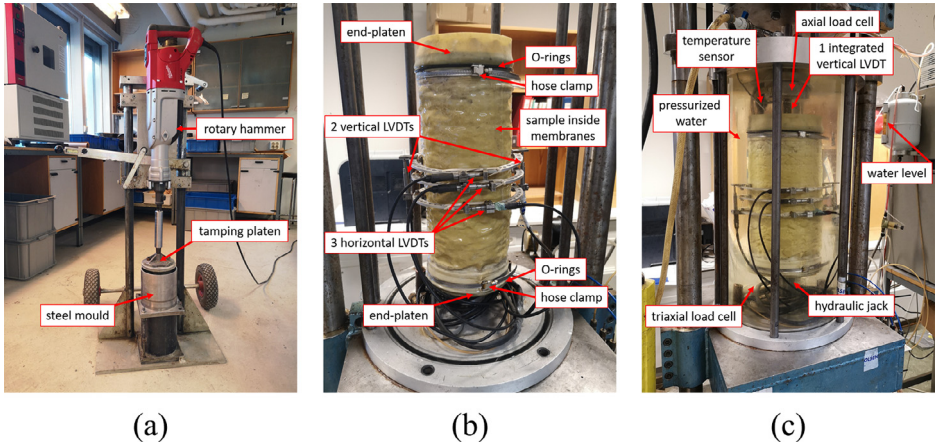 rotary hammer
tamping platen
steel mould
(a)
end-platen
O-rings
hose clamp
sample inside
membranes
2 vertical LVDTs
3 horizontal LVDTs
O-rings
hose clamp
end-platen
(b)
axial load cell
temperature
sensor
1 integrated
vertical LVDT
pressurized
water
water level
triaxial load cell
hydraulic jack
(c)